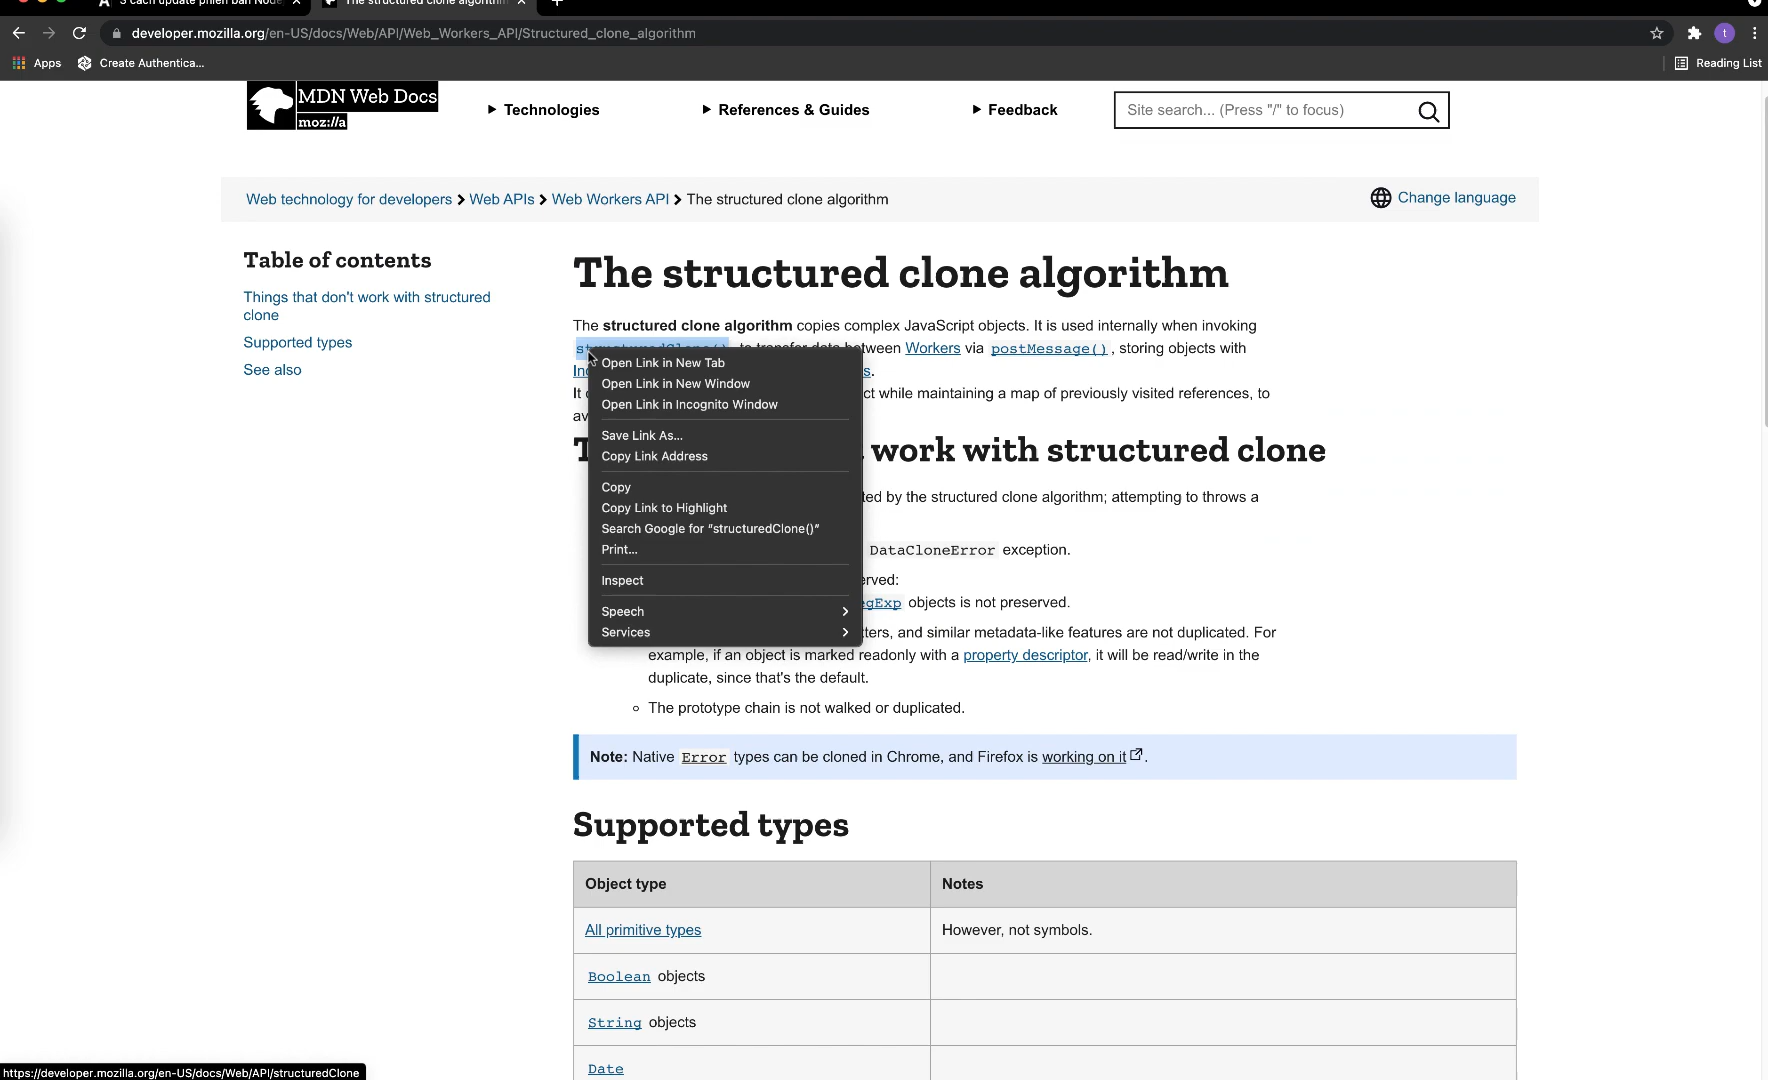 3 cách update phiên bản Node
The structured clone algorithm
developer.mozilla.org/en-US/docs/Web/API/Web_Workers_API/Structured_clone_algorithm
t
Apps
Create Authentica...
Reading List
MDN Web Docs
moz://a
Technologies
References & Guides
Feedback
Site search... (Press "/" to focus)
Web technology for developers > Web APIs > Web Workers API > The structured clone algorithm
Change language
Table of contents
Things that don't work with structured
clone
Supported types
See also
The structured clone algorithm
The structured clone algorithm copies complex JavaScript objects. It is used internally when invoking
structuredClone(), to transfer data between Workers via postMessage(), storing objects with
s.
It
ct while maintaining a map of previously visited references, to
work with structured clone
ted by the structured clone algorithm; attempting to throws a
DataCloneError exception.
erved:
egExp objects is not preserved.
ters, and similar metadata-like features are not duplicated. For
example, if an object is marked readonly with a property descriptor, it will be read/write in the
duplicate, since that's the default.
The prototype chain is not walked or duplicated.
Open Link in New Tab
Open Link in New Window
Open Link in Incognito Window
Save Link As...
Copy Link Address
Copy
Copy Link to Highlight
Search Google for "structuredClone()"
Print...
Inspect
Speech
Services
Note: Native Error types can be cloned in Chrome, and Firefox is working on it.
Supported types
Object type Notes
All primitive types However, not symbols.
Boolean objects
String objects
Date
https://developer.mozilla.org/en-US/docs/Web/API/structuredClone